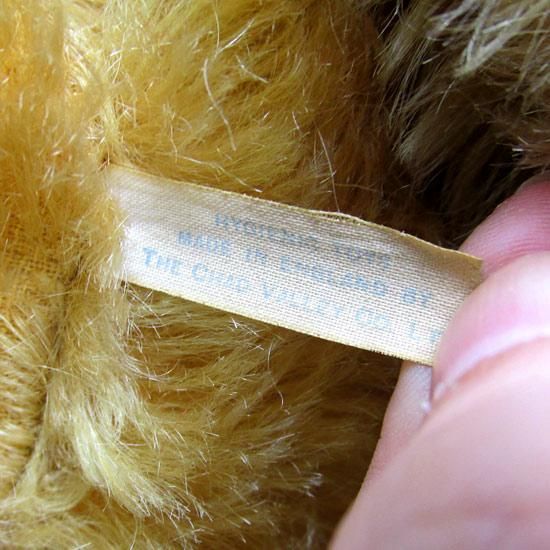 HYGIENIC TOYS
MADE IN ENGLAND BY
THE CHAD VALLEY CO. L